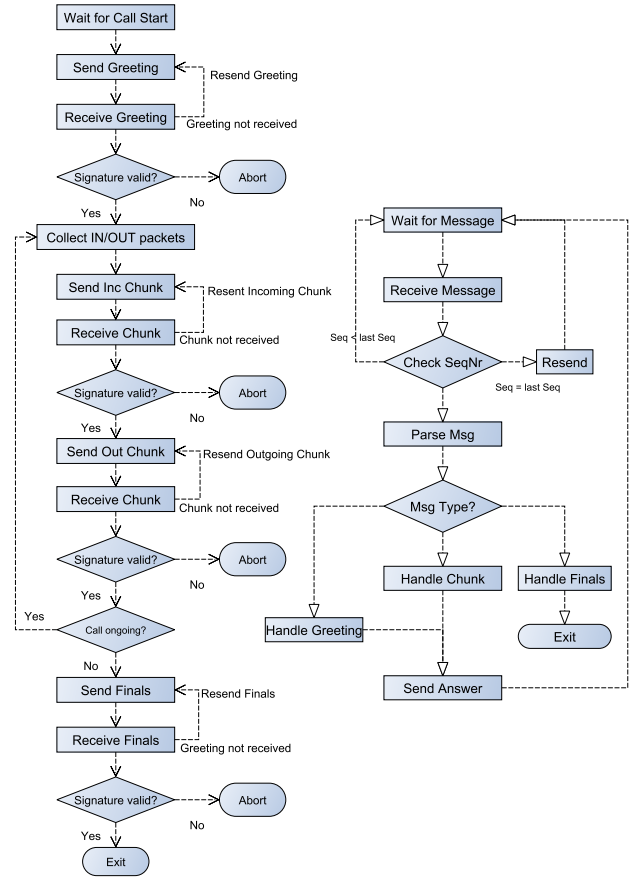 Wait for Call Start
Send Greeting
Resend Greeting
Receive Greeting
Greeting not received
Signature valid?
Abort
Yes
No
Collect IN/OUT packets
Send Inc Chunk
Resent Incoming Chunk
Receive Chunk
Chunk not received
Signature valid?
Abort
Yes
No
Send Out Chunk
Resend Outgoing Chunk
Receive Chunk
Chunk not received
Signature valid?
Abort
Yes
No
Yes
Call ongoing?
No
Send Finals
Resend Finals
Receive Finals
Greeting not received
Signature valid?
Abort
Yes
No
Exit
Wait for Message
Receive Message
Seq < last Seq
Check SeqNr
Resend
Seq = last Seq
Parse Msg
Msg Type?
Handle Chunk
Handle Finals
Handle Greeting
Exit
Send Answer